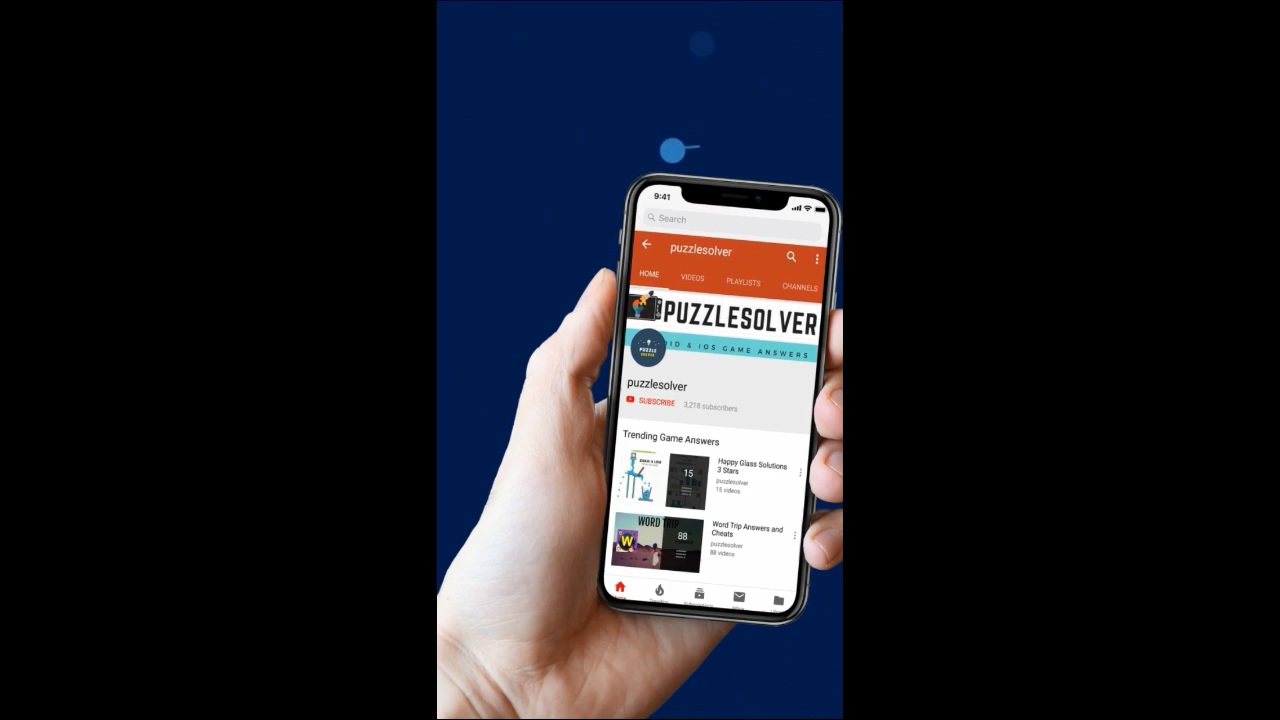 9:41
Search
puzzlesolver
HOME VIDEOS PLAYLISTS CHANNELS
PUZZLESOLVER
PUZZLE
OID & IOS GAME ANSWERS
puzzlesolver
SUBSCRIBE 3,218 subscribers
Trending Game Answers
15
Happy Glass Solutions
3 Stars
puzzlesolver
15 videos
WORD TRIP
W
88
Word Trip Answers and
Cheats
puzzlesolver
88 videos